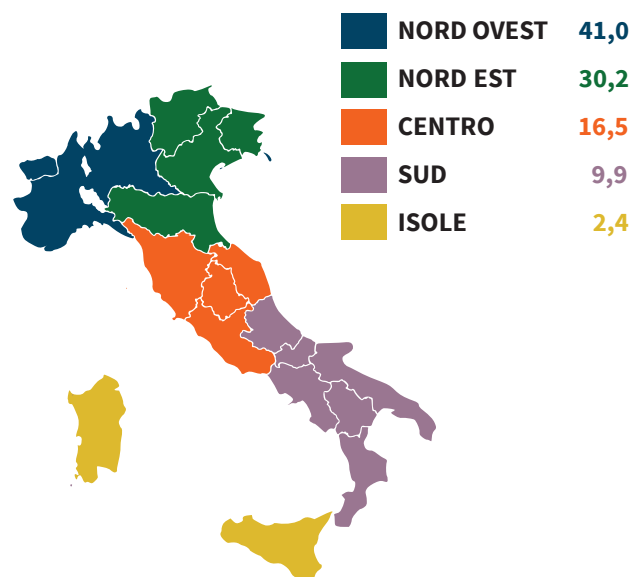 NORD OVEST 41,0
NORD EST 30,2
CENTRO 16,5
SUD 9,9
ISOLE 2,4